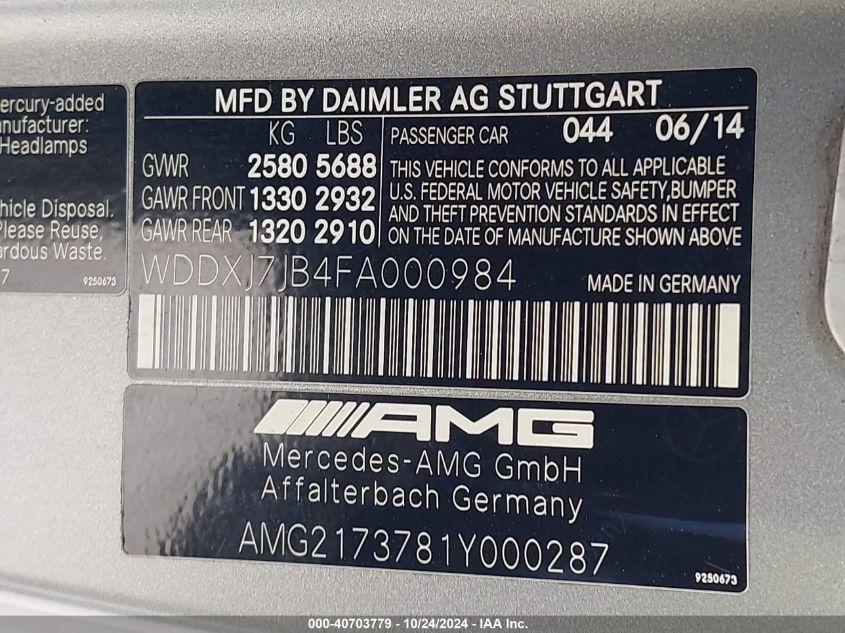 ercury-added
anufacturer:
Headlamps
hicle Disposal.
Please Reuse,
ardous Waste.
7
9250673
MFD BY DAIMLER AG STUTTGART
KG LBS
GVWR 2580 5688
GAWR FRONT 1330 2932
GAWR REAR 1320 2910
PASSENGER CAR 044 06/14
THIS VEHICLE CONFORMS TO ALL APPLICABLE
U.S. FEDERAL MOTOR VEHICLE SAFETY,BUMPER
AND THEFT PREVENTION STANDARDS IN EFFECT
ON THE DATE OF MANUFACTURE SHOWN ABOVE
WDDXJ7JB4FA000984
MADE IN GERMANY
AMG
Mercedes-AMG GmbH
Affalterbach Germany
AMG2173781Y000287
9250673
000-40703779 - 10/24/2024 - IAA Inc.